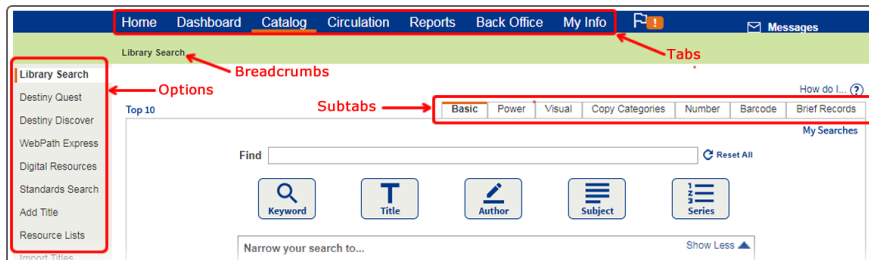 Home Dashboard Catalog Circulation Reports Back Office My Info
! Messages
Library Search
Breadcrumbs
Tabs
Library Search
Options
Destiny Quest
Destiny Discover
WebPath Express
Digital Resources
Standards Search
Add Title
Resource Lists
Import Titles
How do I... ?
Subtabs
Top 10
Basic Power Visual Copy Categories Number Barcode Brief Records
My Searches
Find Reset All
Keyword Title Author Subject Series
Narrow your search to... Show Less